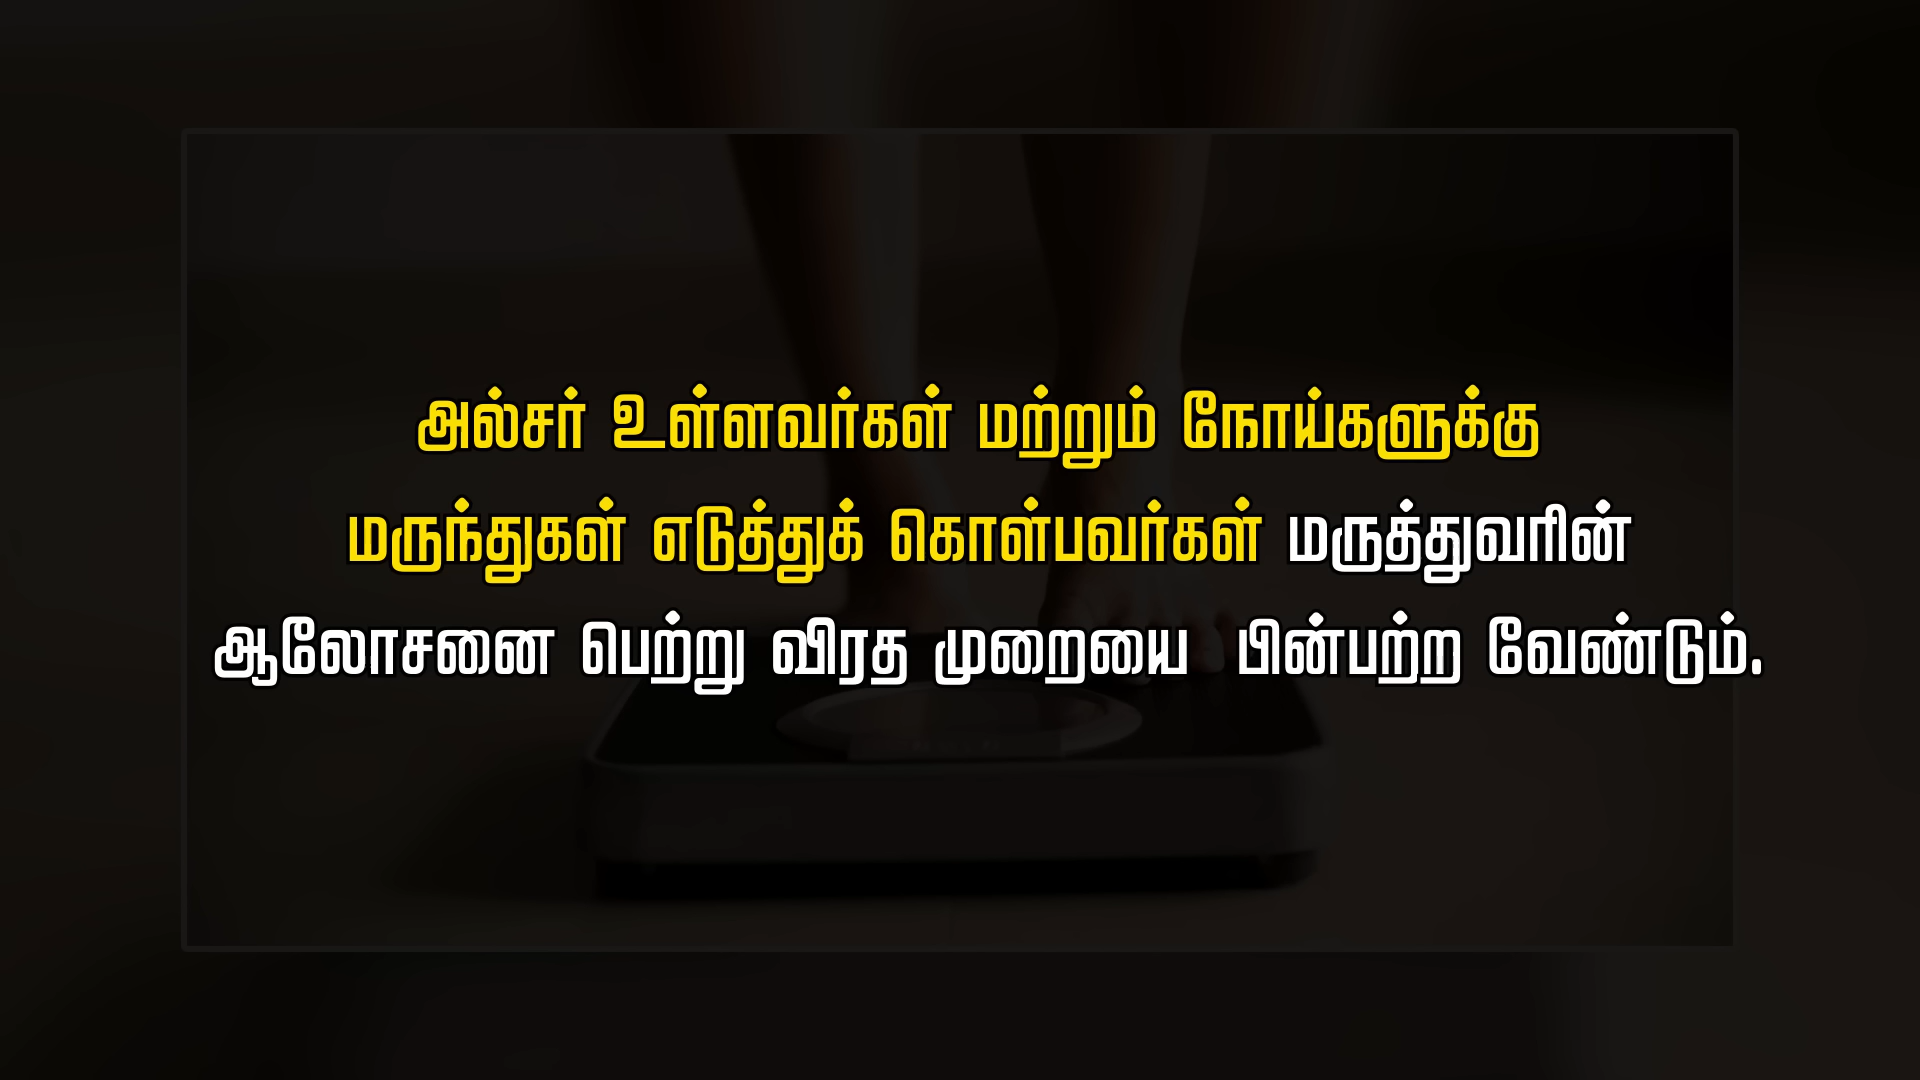 அல்சர் உள்ளவர்கள் மற்றும் நோய்களுக்கு
மருந்துகள் எடுத்துக் கொள்பவர்கள் மருத்துவரின்
ஆலோசனை பெற்று விரத முறையை பின்பற்ற வேண்டும்.